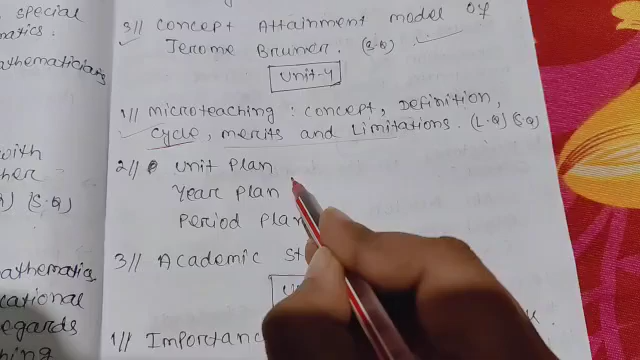 special
matics.
athematicians
with
her
(S.Q)
athematics.
ational
egards
3// Concept Attainment model of
Jerome Bruner. (S.Q)
Unit-4
1// microteaching : concept, Definition,
cycle, merits and Limitations. (L.Q) (S.Q)
2// Unit Plan
Year Plan
Period Plan
3// Academic St
1// Importanc